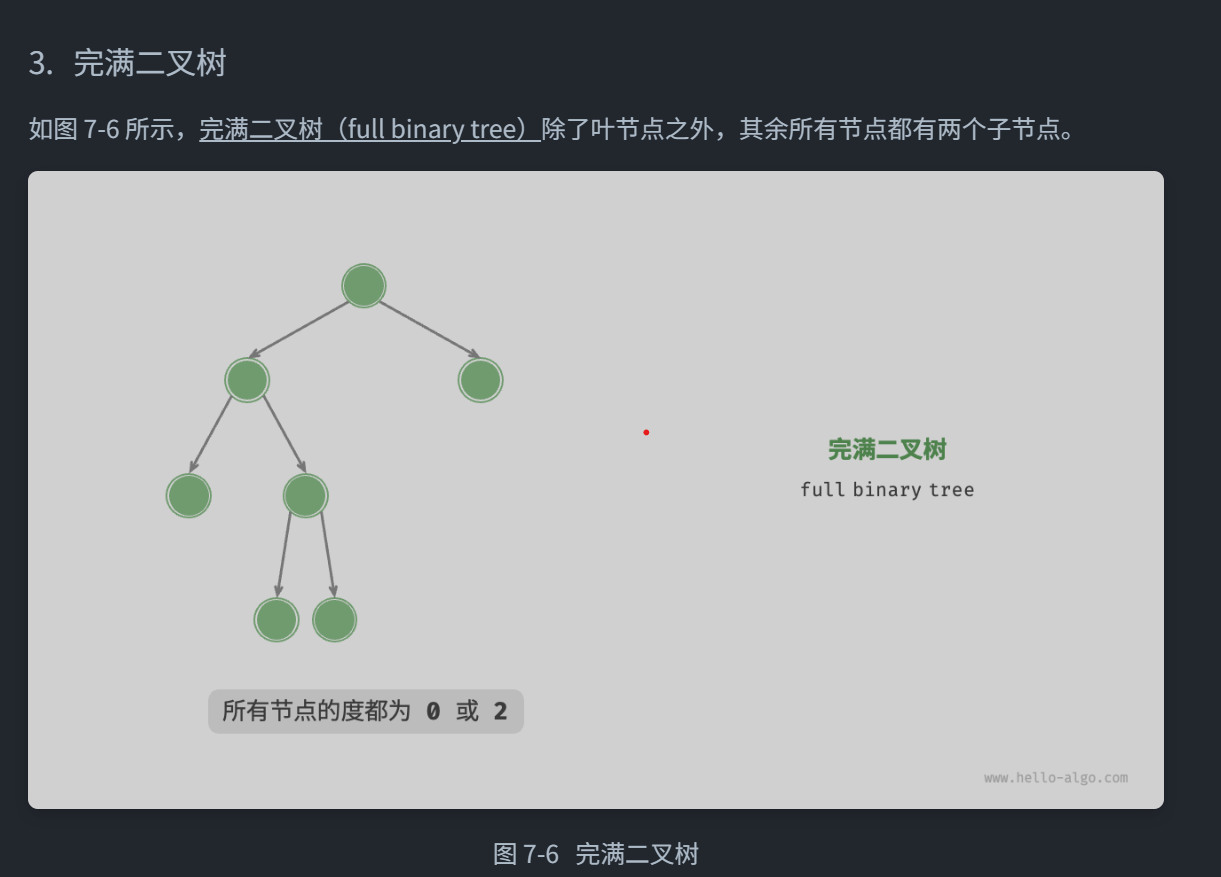 3. 完满二叉树
如图 7-6 所示，完满二叉树（full binary tree）除了叶节点之外，其余所有节点都有两个子节点。
完满二叉树
full binary tree
所有节点的度都为 0 或 2
www.hello-algo.com
图 7-6 完满二叉树